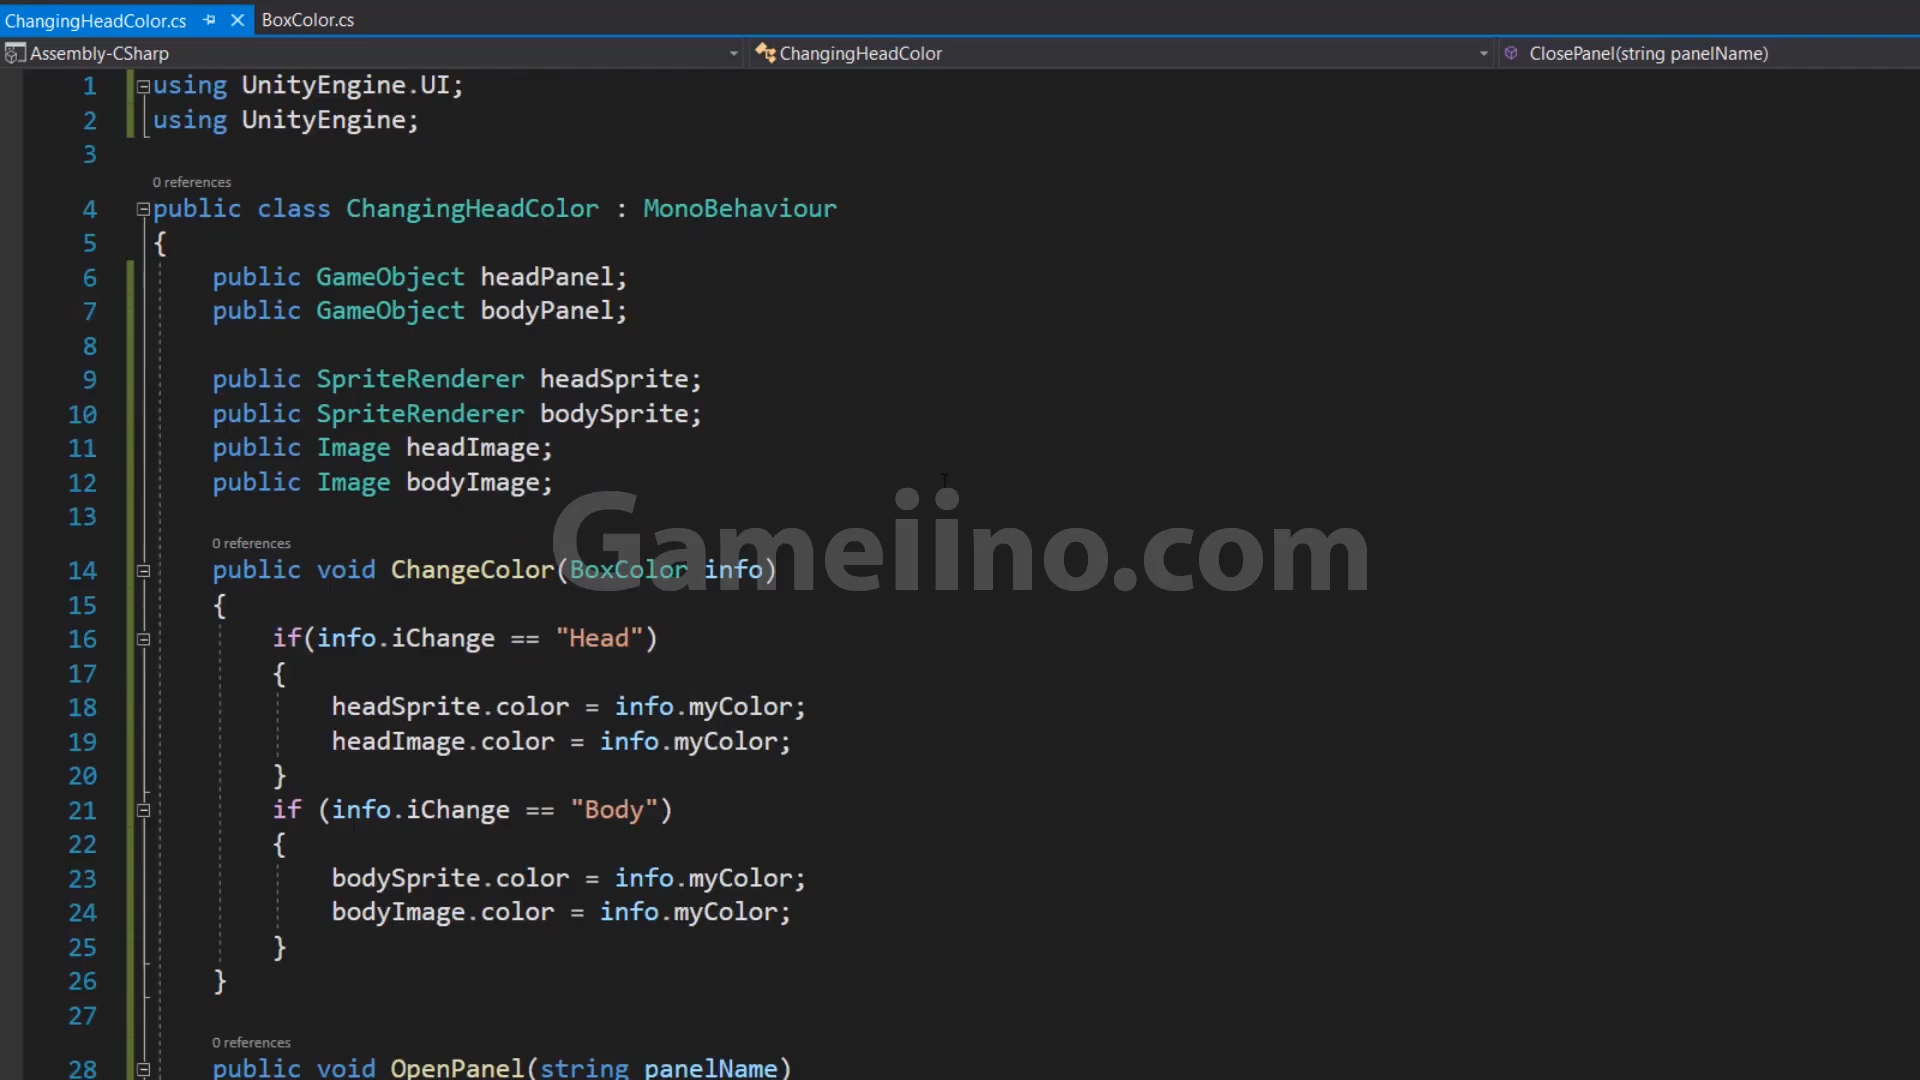 ChangingHeadColor.cs BoxColor.cs
Assembly-CSharp ChangingHeadColor ClosePanel(string panelName)
1 using UnityEngine.UI;
2 using UnityEngine;
3
0 references
4 public class ChangingHeadColor : MonoBehaviour
5 {
6 public GameObject headPanel;
7 public GameObject bodyPanel;
8
9 public SpriteRenderer headSprite;
10 public SpriteRenderer bodySprite;
11 public Image headImage;
12 public Image bodyImage;
13
0 references
Gameiino.com
14 public void ChangeColor(BoxColor info)
15 {
16 if(info.iChange == "Head")
17 {
18 headSprite.color = info.myColor;
19 headImage.color = info.myColor;
20 }
21 if (info.iChange == "Body")
22 {
23 bodySprite.color = info.myColor;
24 bodyImage.color = info.myColor;
25 }
26 }
27
0 references
28 public void OpenPanel(string panelName)